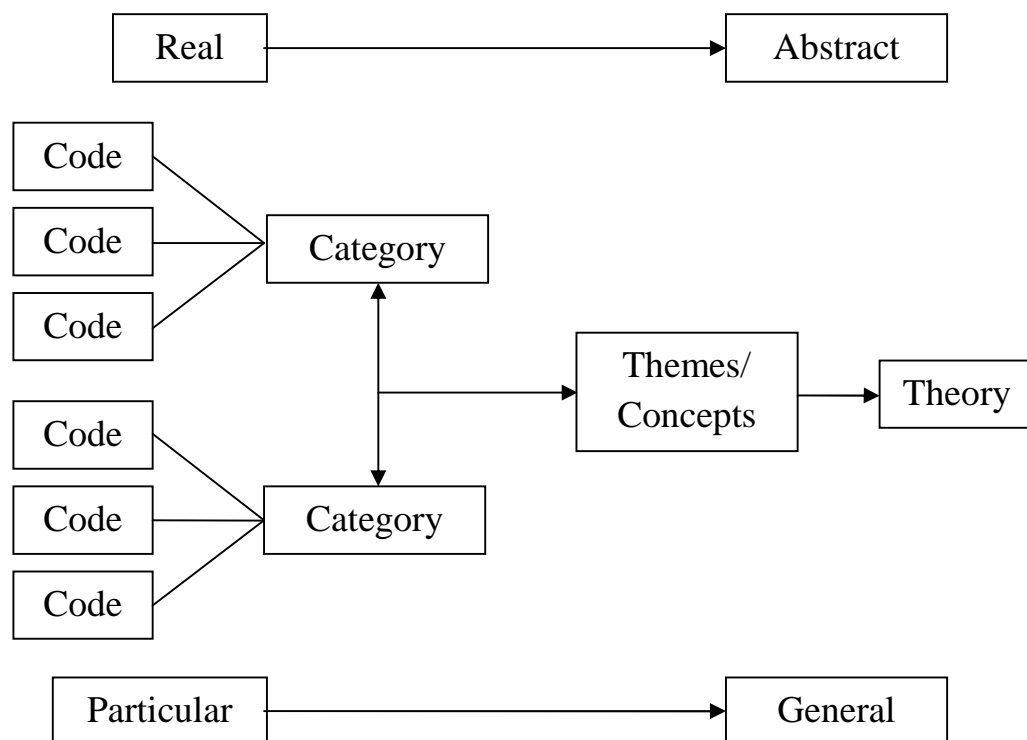 Real
Abstract
Code
Code
Code
Category
Themes/
Concepts
Theory
Code
Code
Code
Category
Particular
General